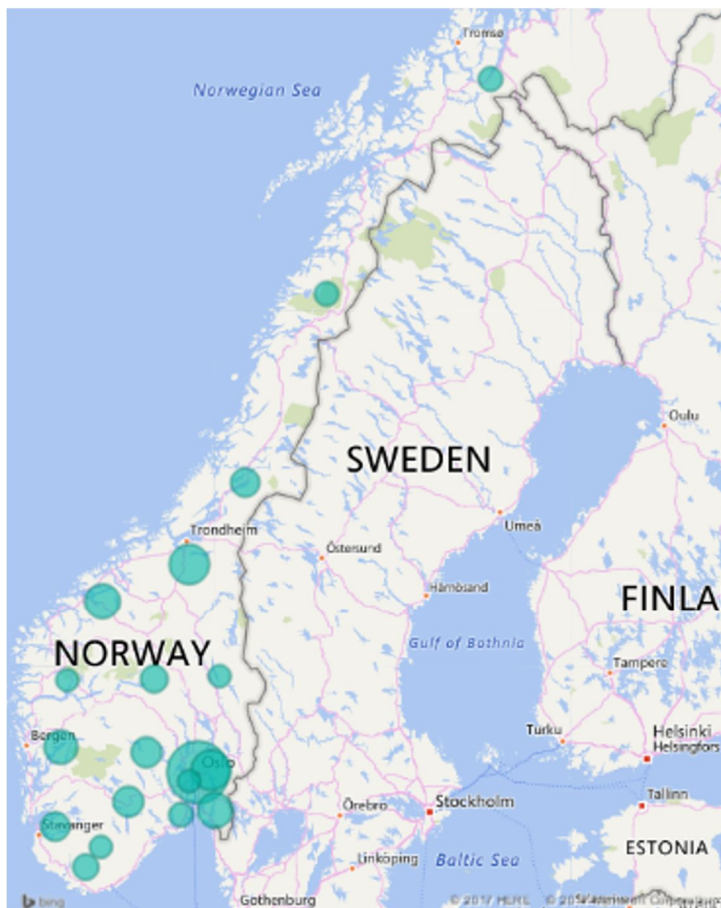 Tromsø
Norwegian Sea
Oulu
SWEDEN
Trondheim
Umeå
Östersund
Härnösand
FINLA
Gulf of Bothnia
NORWAY
Tampere
Bergen
Turku
Helsinki
Helsingfors
Oslo
Tallinn
Stockholm
Örebro
Stavanger
ESTONIA
Linköping
Baltic Sea
Gothenburg
bing
© 2017 HERE